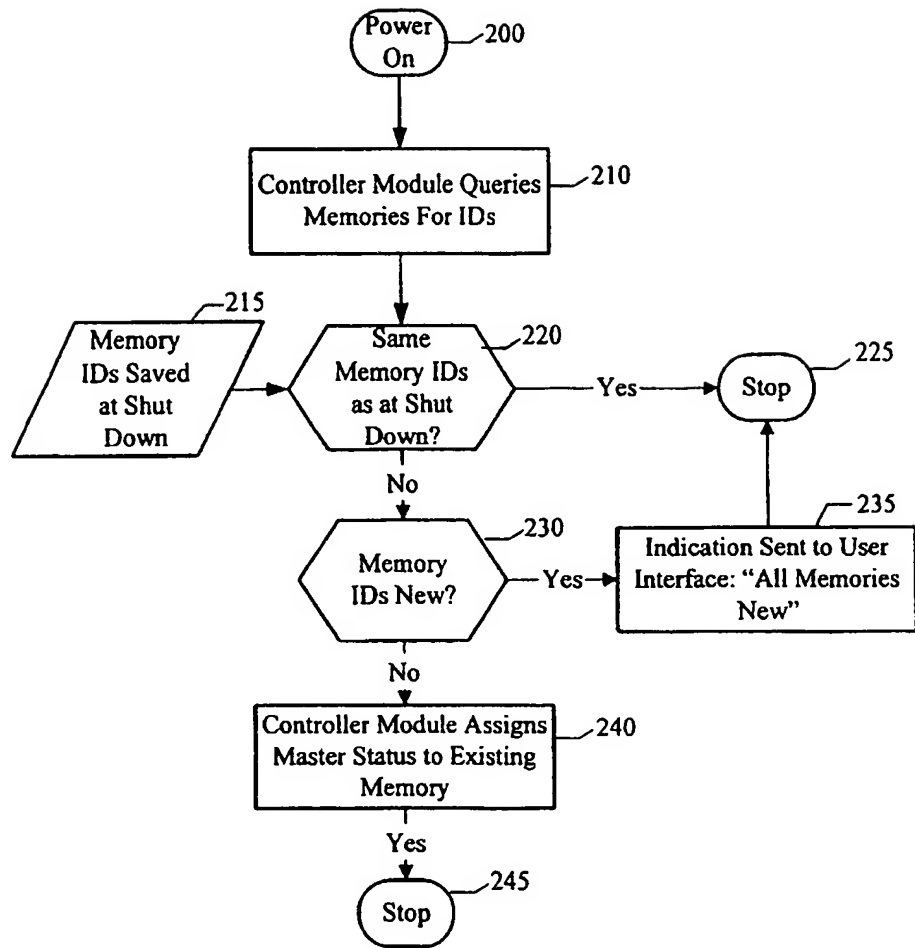 Power
On
200
Controller Module Queries
Memories For IDs
210
215
Memory
IDs Saved
at Shut
Down
Same
Memory IDs
as at Shut
Down?
220
Yes
Stop
225
No
Memory
IDs New?
230
Yes
Indication Sent to User
Interface: “All Memories
New”
235
No
Controller Module Assigns
Master Status to Existing
Memory
240
Yes
Stop
245